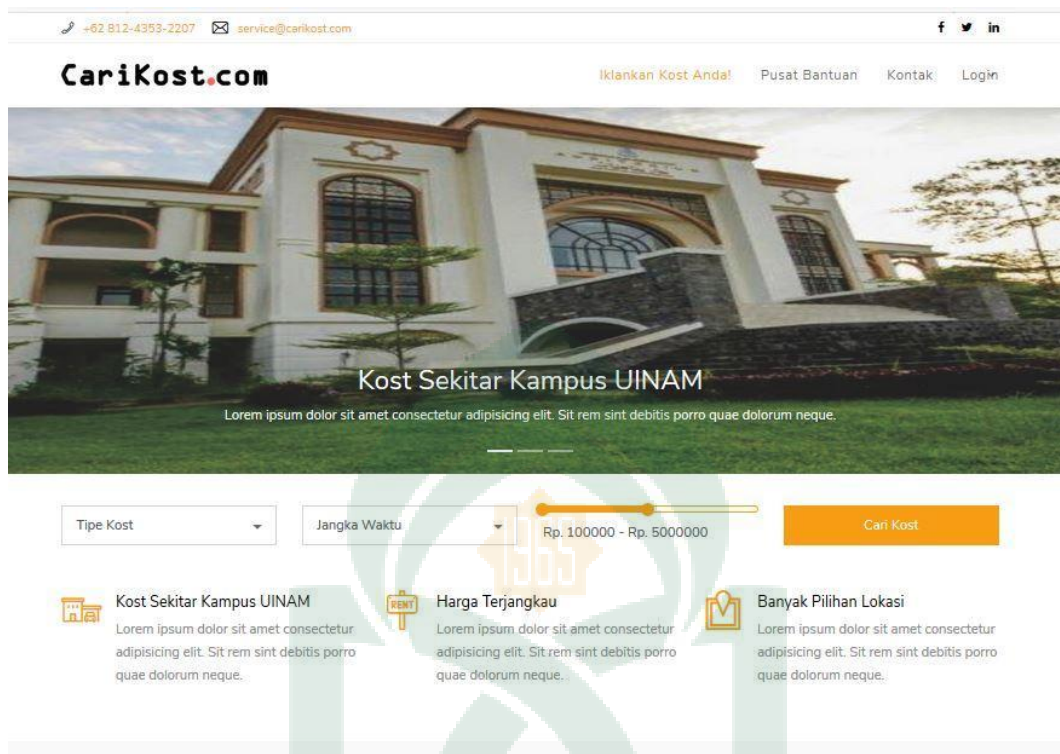 +62 812-4353-2207 service@carikost.com
CariKost.com
Iklankan Kost Anda! Pusat Bantuan Kontak Login
Kost Sekitar Kampus UINAM
Lorem ipsum dolor sit amet consectetur adipisicing elit. Sit rem sint debitis porro quae dolorum neque.
Tipe Kost
Jangka Waktu
Rp. 100000 - Rp. 5000000
Cari Kost
1965
Kost Sekitar Kampus UINAM
Lorem ipsum dolor sit amet consectetur
adipisicing elit. Sit rem sint debitis porro
quae dolorum neque.
RENT
Harga Terjangkau
Lorem ipsum dolor sit amet consectetur
adipisicing elit. Sit rem sint debitis porro
quae dolorum neque.
Banyak Pilihan Lokasi
Lorem ipsum dolor sit amet consectetur
adipisicing elit. Sit rem sint debitis porro
quae dolorum neque.